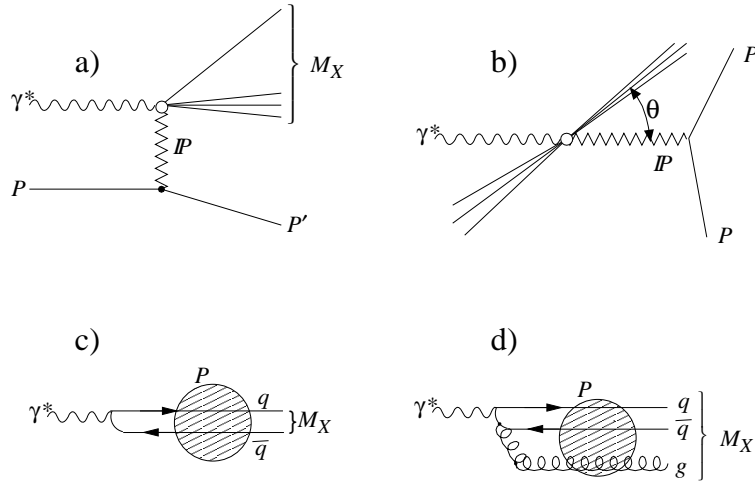 a)
M_X
γ*
IP
P
P′
b)
P
θ
γ*
IP
P
c)
P
γ*
q
M_X
q̅
d)
P
γ*
q
q̅
M_X
g